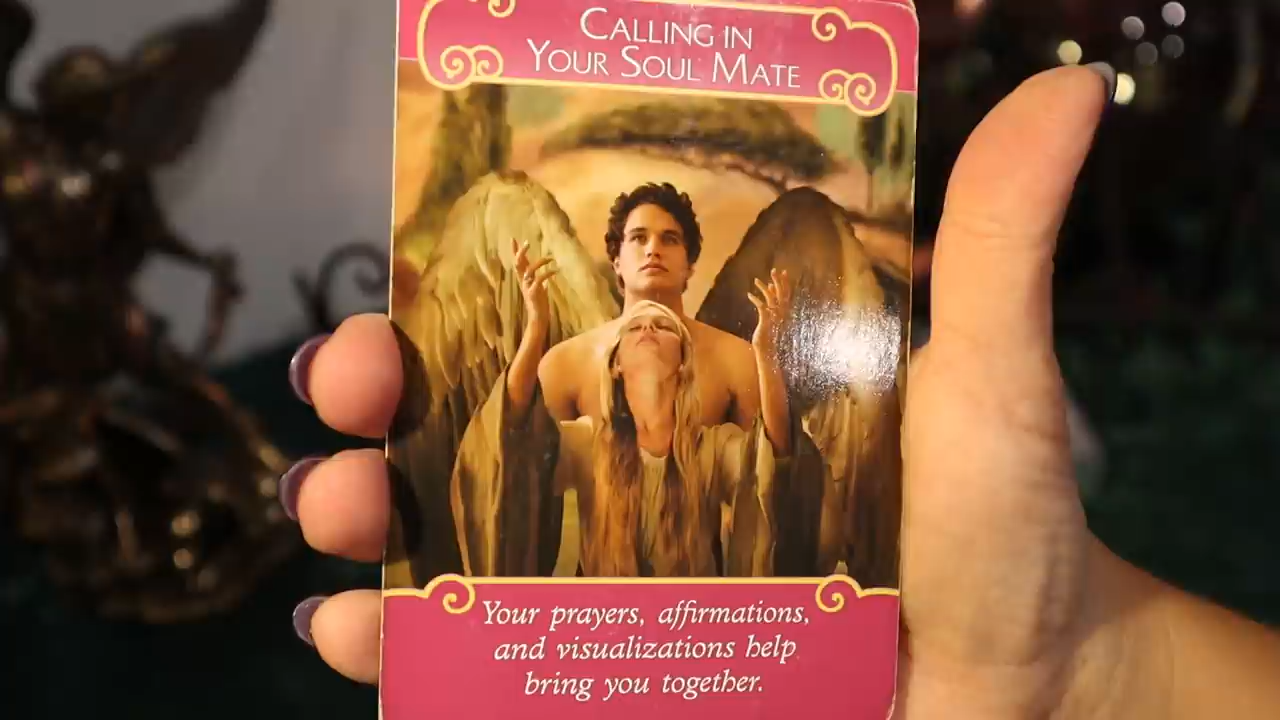 CALLING IN
YOUR SOUL MATE
Your prayers, affirmations,
and visualizations help
bring you together.